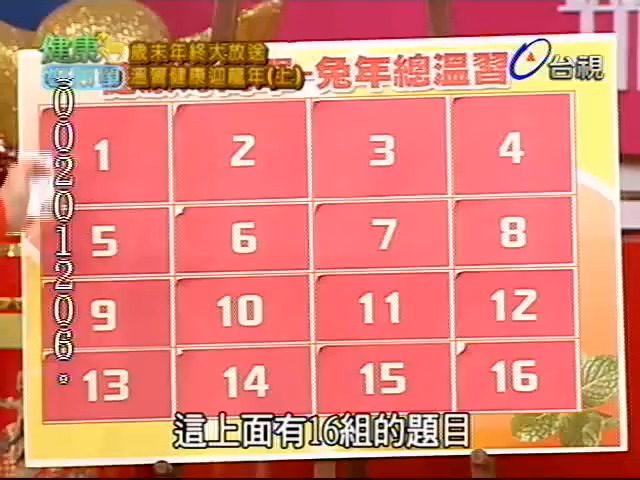 健康
歲末年終大放送
溫習健康迎龍年(上)
兔年總溫習
台視
1 2 3 4
5 6 7 8
9 10 11 12
13 14 15 16
00201206.
這上面有16組的題目